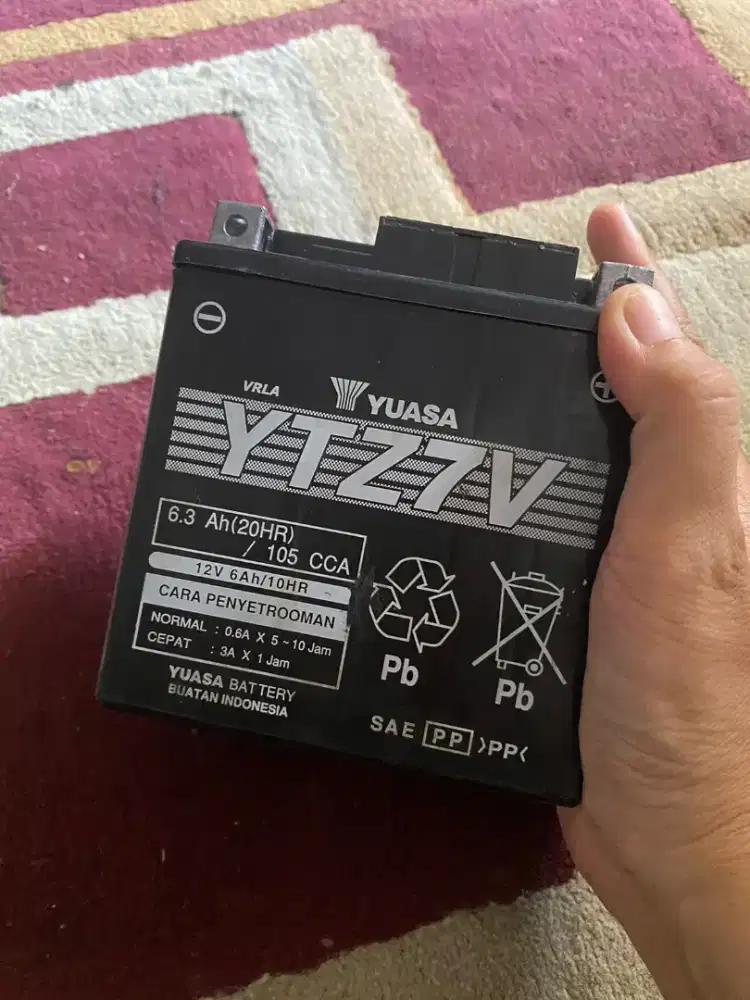 VRLA
YUASA
YTZ7V
6.3 Ah(20HR)
/ 105 CCA
12V 6Ah/10HR
CARA PENYETROOMAN
NORMAL : 0.6A X 5 ~ 10 Jam
CEPAT : 3A X 1 Jam
YUASA BATTERY
BUATAN INDONESIA
Pb
Pb
SAE PP >PP<